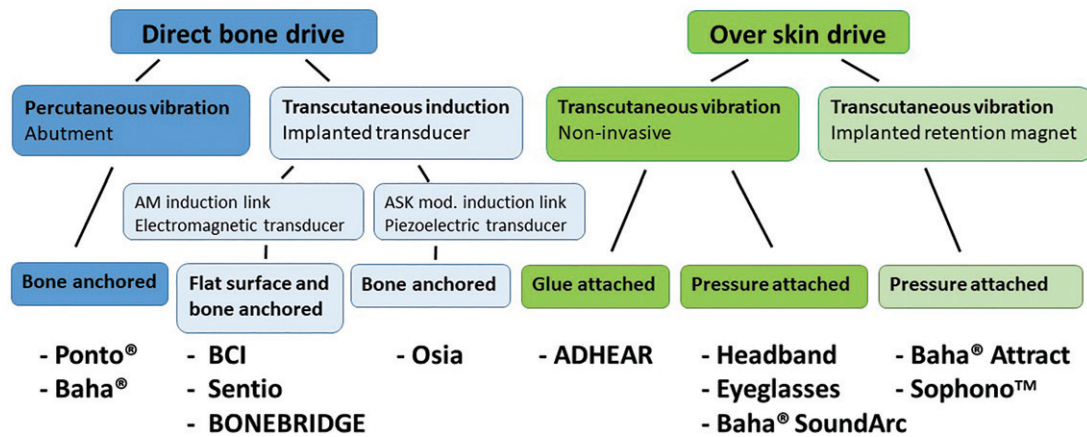 Direct bone drive
Over skin drive
Percutaneous vibration
Abutment
Transcutaneous induction
Implanted transducer
Transcutaneous vibration
Non-invasive
Transcutaneous vibration
Implanted retention magnet
AM induction link
Electromagnetic transducer
ASK mod. induction link
Piezoelectric transducer
Bone anchored
Flat surface and
bone anchored
Bone anchored
Glue attached
Pressure attached
Pressure attached
- Ponto®
- Baha®
- BCI
- Sentio
- BONEBRIDGE
- Osia
- ADHEAR
- Headband
- Eyeglasses
- Baha® SoundArc
- Baha® Attract
- Sophono™